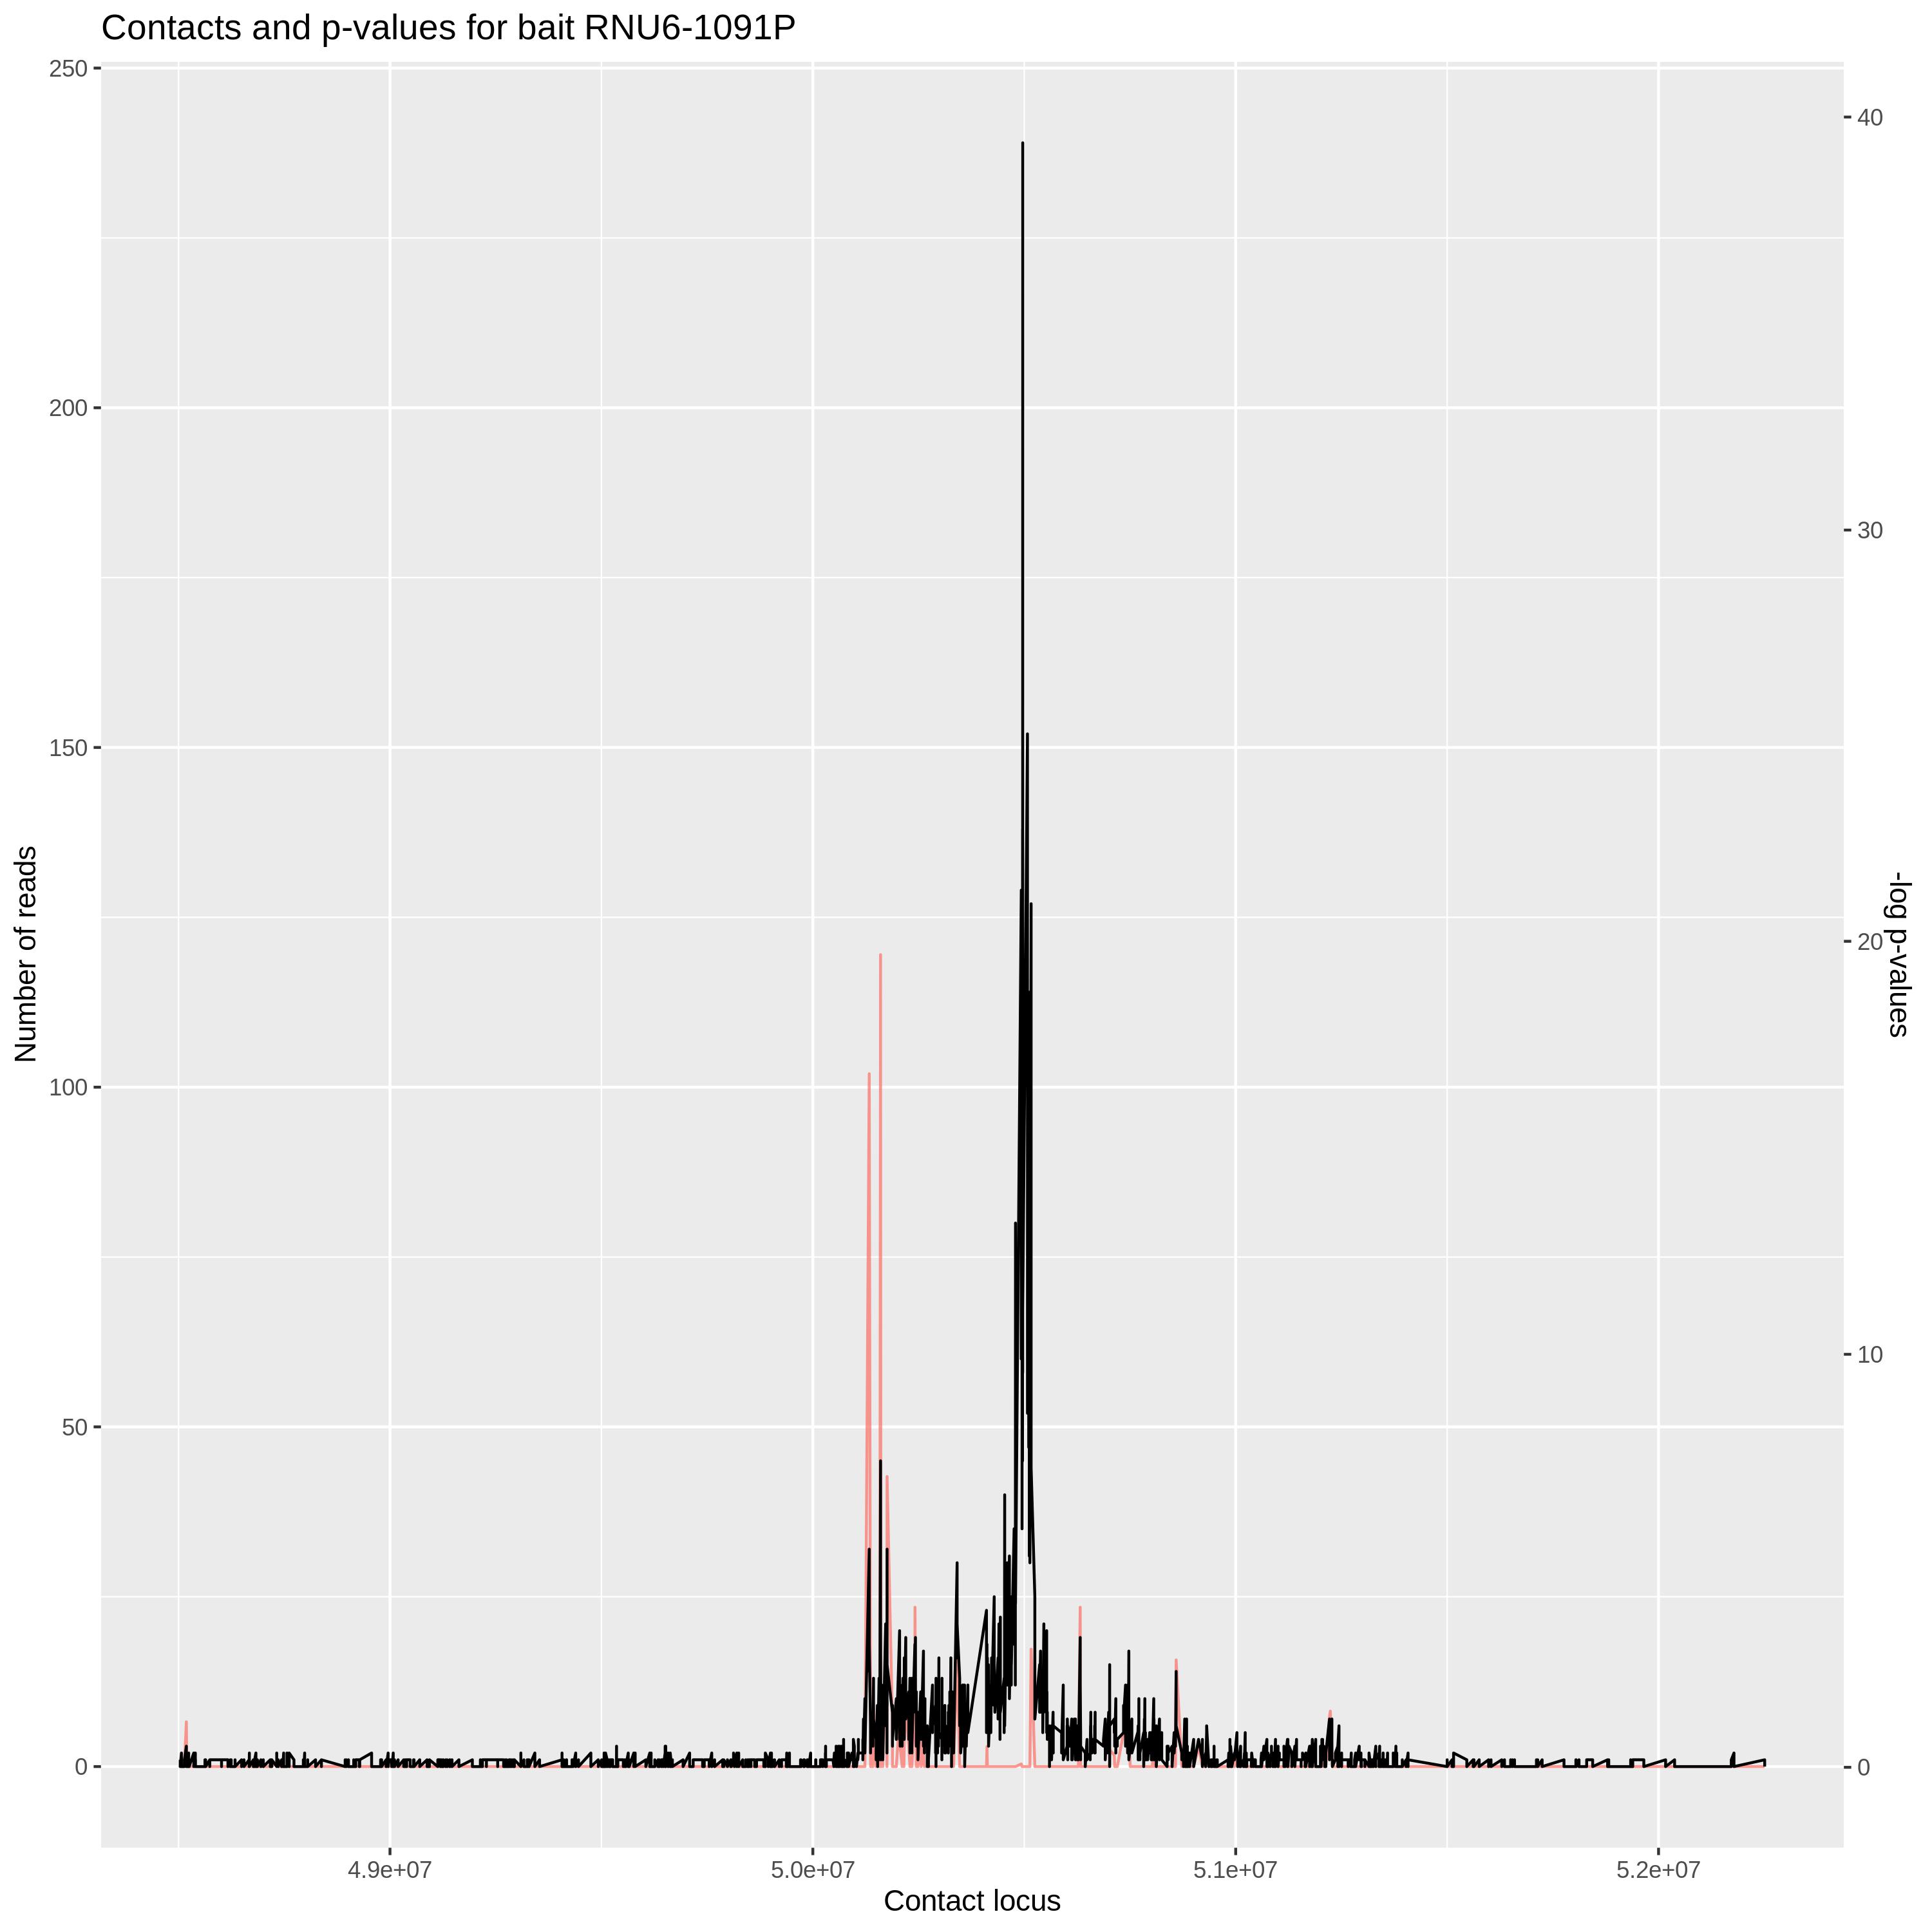 Contacts and p-values for bait RNU6-1091P
250
200
150
100
50
0
Number of reads
40
30
20
10
0
-log p-values
4.9e+07
5.0e+07
5.1e+07
5.2e+07
Contact locus